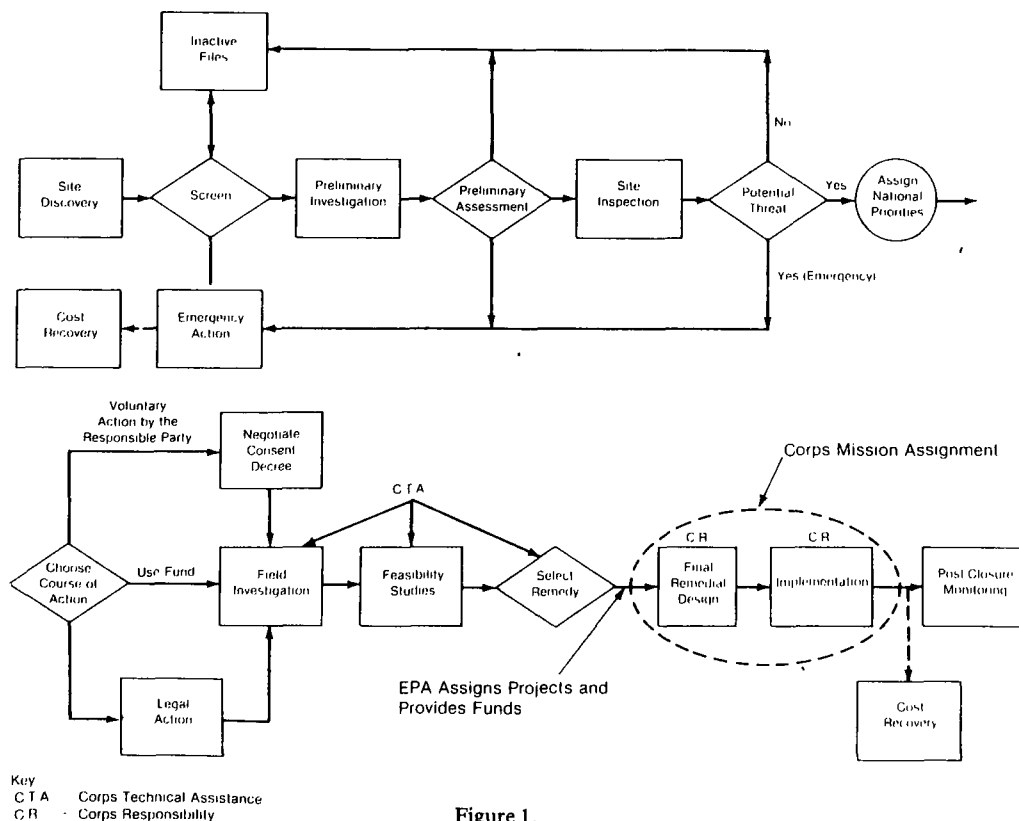 Inactive
Files
No
Site
Discovery
Screen
Preliminary
Investigation
Preliminary
Assessment
Site
Inspection
Potential
Threat
Yes
Assign
National
Priorities
Yes (Emergency)
Cost
Recovery
Emergency
Action
Voluntary
Action by the
Responsible Party
Negotiate
Consent
Decree
Corps Mission Assignment
C T A
C R
C R
Choose
Course of
Action
Use Fund
Field
Investigation
Feasibility
Studies
Select
Remedy
Final
Remedial
Design
Implementation
Post Closure
Monitoring
EPA Assigns Projects and
Provides Funds
Legal
Action
Cost
Recovery
Key
C T A Corps Technical Assistance
C R - Corps Responsibility
Figure 1.